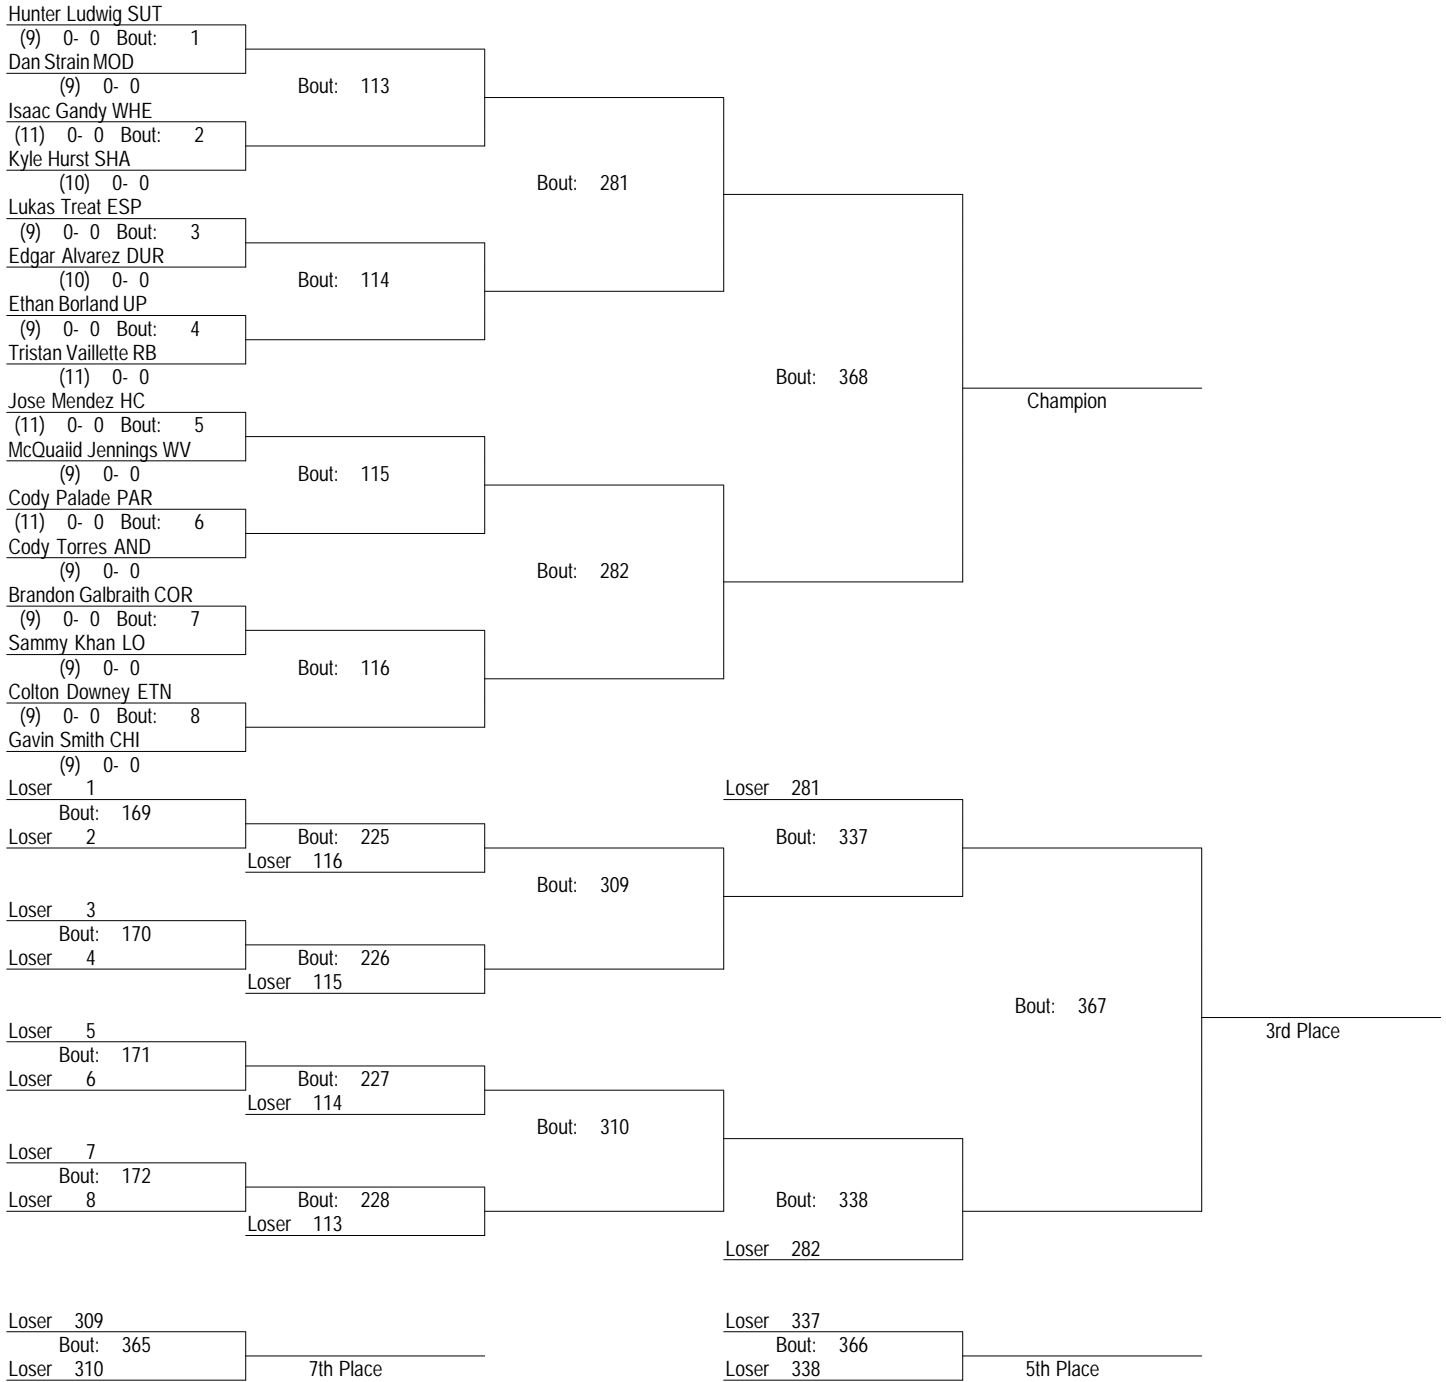 Hunter Ludwig SUT
(9) 0- 0 Bout: 1
Dan Strain MOD
(9) 0- 0
Bout: 113
Isaac Gandy WHE
(11) 0- 0 Bout: 2
Kyle Hurst SHA
(10) 0- 0
Bout: 281
Lukas Treat ESP
(9) 0- 0 Bout: 3
Edgar Alvarez DUR
(10) 0- 0
Bout: 114
Ethan Borland UP
(9) 0- 0 Bout: 4
Tristan Vaillette RB
(11) 0- 0
Bout: 368
Champion
Jose Mendez HC
(11) 0- 0 Bout: 5
McQuaiid Jennings WV
(9) 0- 0
Bout: 115
Cody Palade PAR
(11) 0- 0 Bout: 6
Cody Torres AND
(9) 0- 0
Bout: 282
Brandon Galbraith COR
(9) 0- 0 Bout: 7
Sammy Khan LO
(9) 0- 0
Bout: 116
Colton Downey ETN
(9) 0- 0 Bout: 8
Gavin Smith CHI
(9) 0- 0
Loser 1
Bout: 169
Loser 2
Bout: 225
Loser 116
Bout: 309
Loser 281
Bout: 337
Loser 3
Bout: 170
Loser 4
Bout: 226
Loser 115
Bout: 367
3rd Place
Loser 5
Bout: 171
Loser 6
Bout: 227
Loser 114
Bout: 310
Loser 7
Bout: 172
Loser 8
Bout: 228
Loser 113
Bout: 338
Loser 282
Loser 309
Bout: 365
Loser 310
7th Place
Loser 337
Bout: 366
Loser 338
5th Place